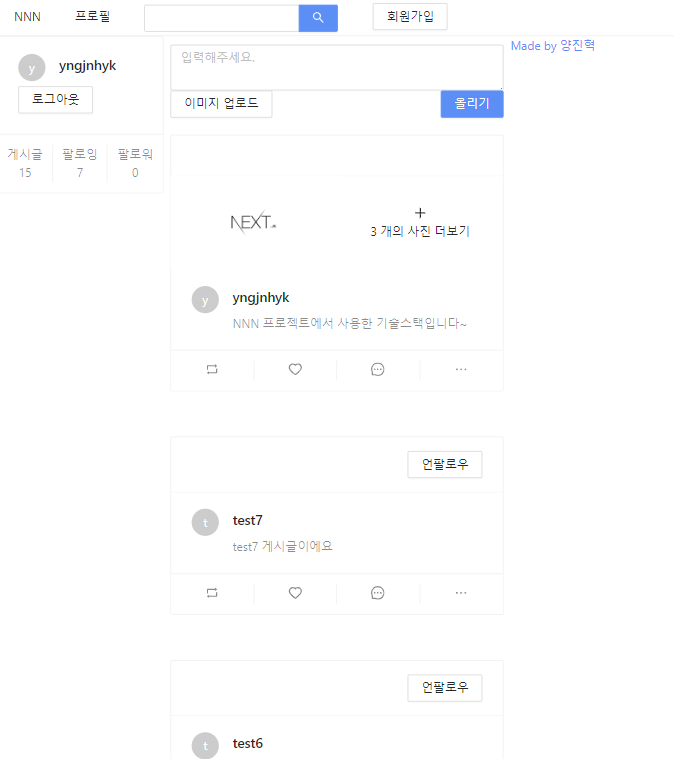 NNN 프로필 회원가입
y yngjnhyk
로그아웃
게시글 팔로잉 팔로워
15 7 0
입력해주세요.
이미지 업로드 올리기
Made by 양진혁
NEXT.JS
3 개의 사진 더보기
y yngjnhyk
NNN 프로젝트에서 사용한 기술스택입니다~
언팔로우
t test7
test7 게시글이에요
언팔로우
t test6